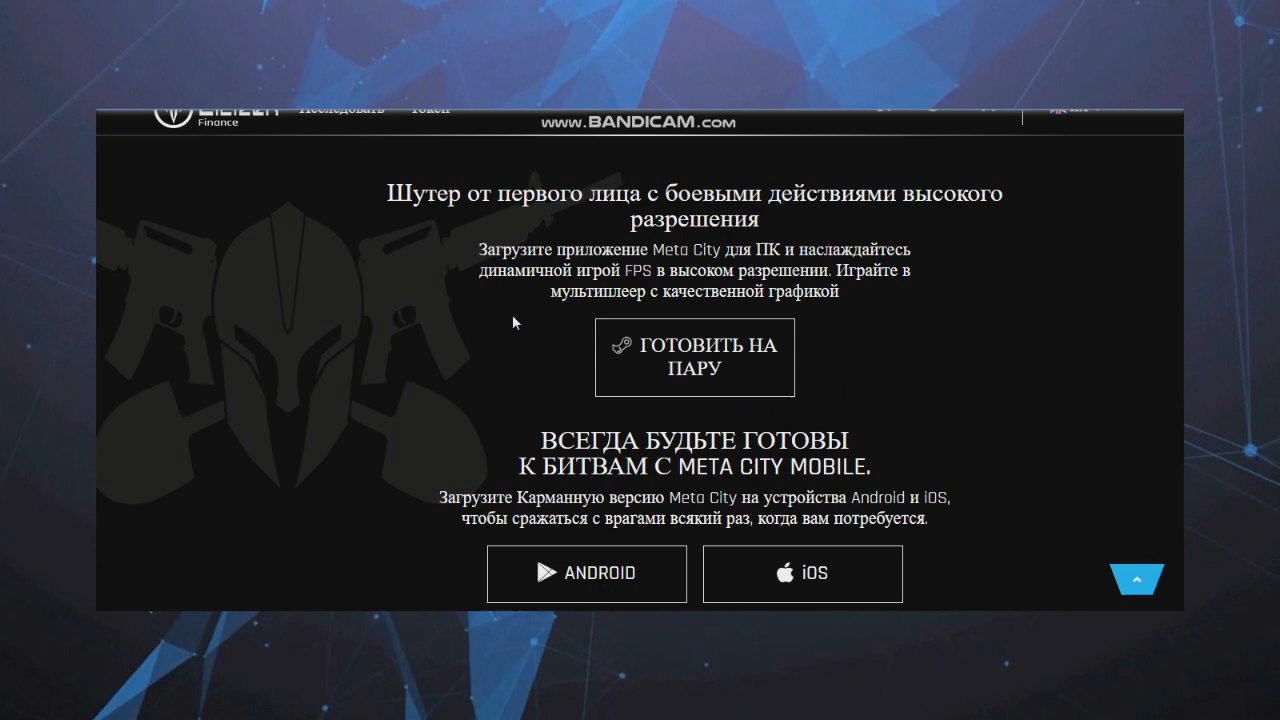 Исследовать Токен
Finance
www.BANDICAM.com
Шутер от первого лица с боевыми действиями высокого
разрешения
Загрузите приложение Meta City для ПК и наслаждайтесь
динамичной игрой FPS в высоком разрешении. Играйте в
мультиплеер с качественной графикой
ГОТОВИТЬ НА
ПАРУ
ВСЕГДА БУДЬТЕ ГОТОВЫ
К БИТВАМ С META CITY MOBILE.
Загрузите Карманную версию Meta City на устройства Android и iOS,
чтобы сражаться с врагами всякий раз, когда вам потребуется.
ANDROID
iOS